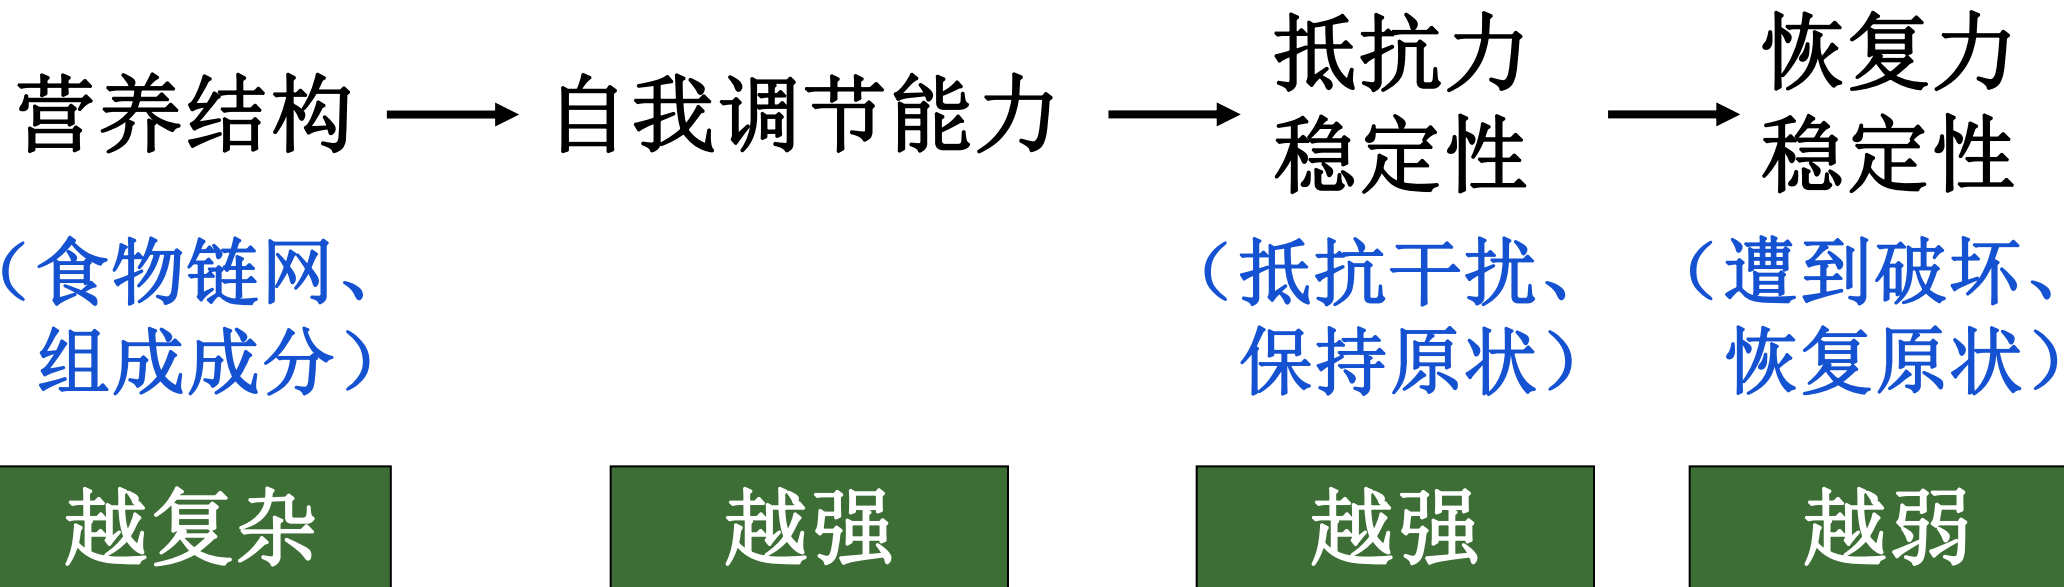 营养结构 → 自我调节能力 → 抵抗力稳定性 → 恢复力稳定性
（食物链网、组成成分）
（抵抗干扰、保持原状）
（遭到破坏、恢复原状）
越复杂 越强 越强 越弱